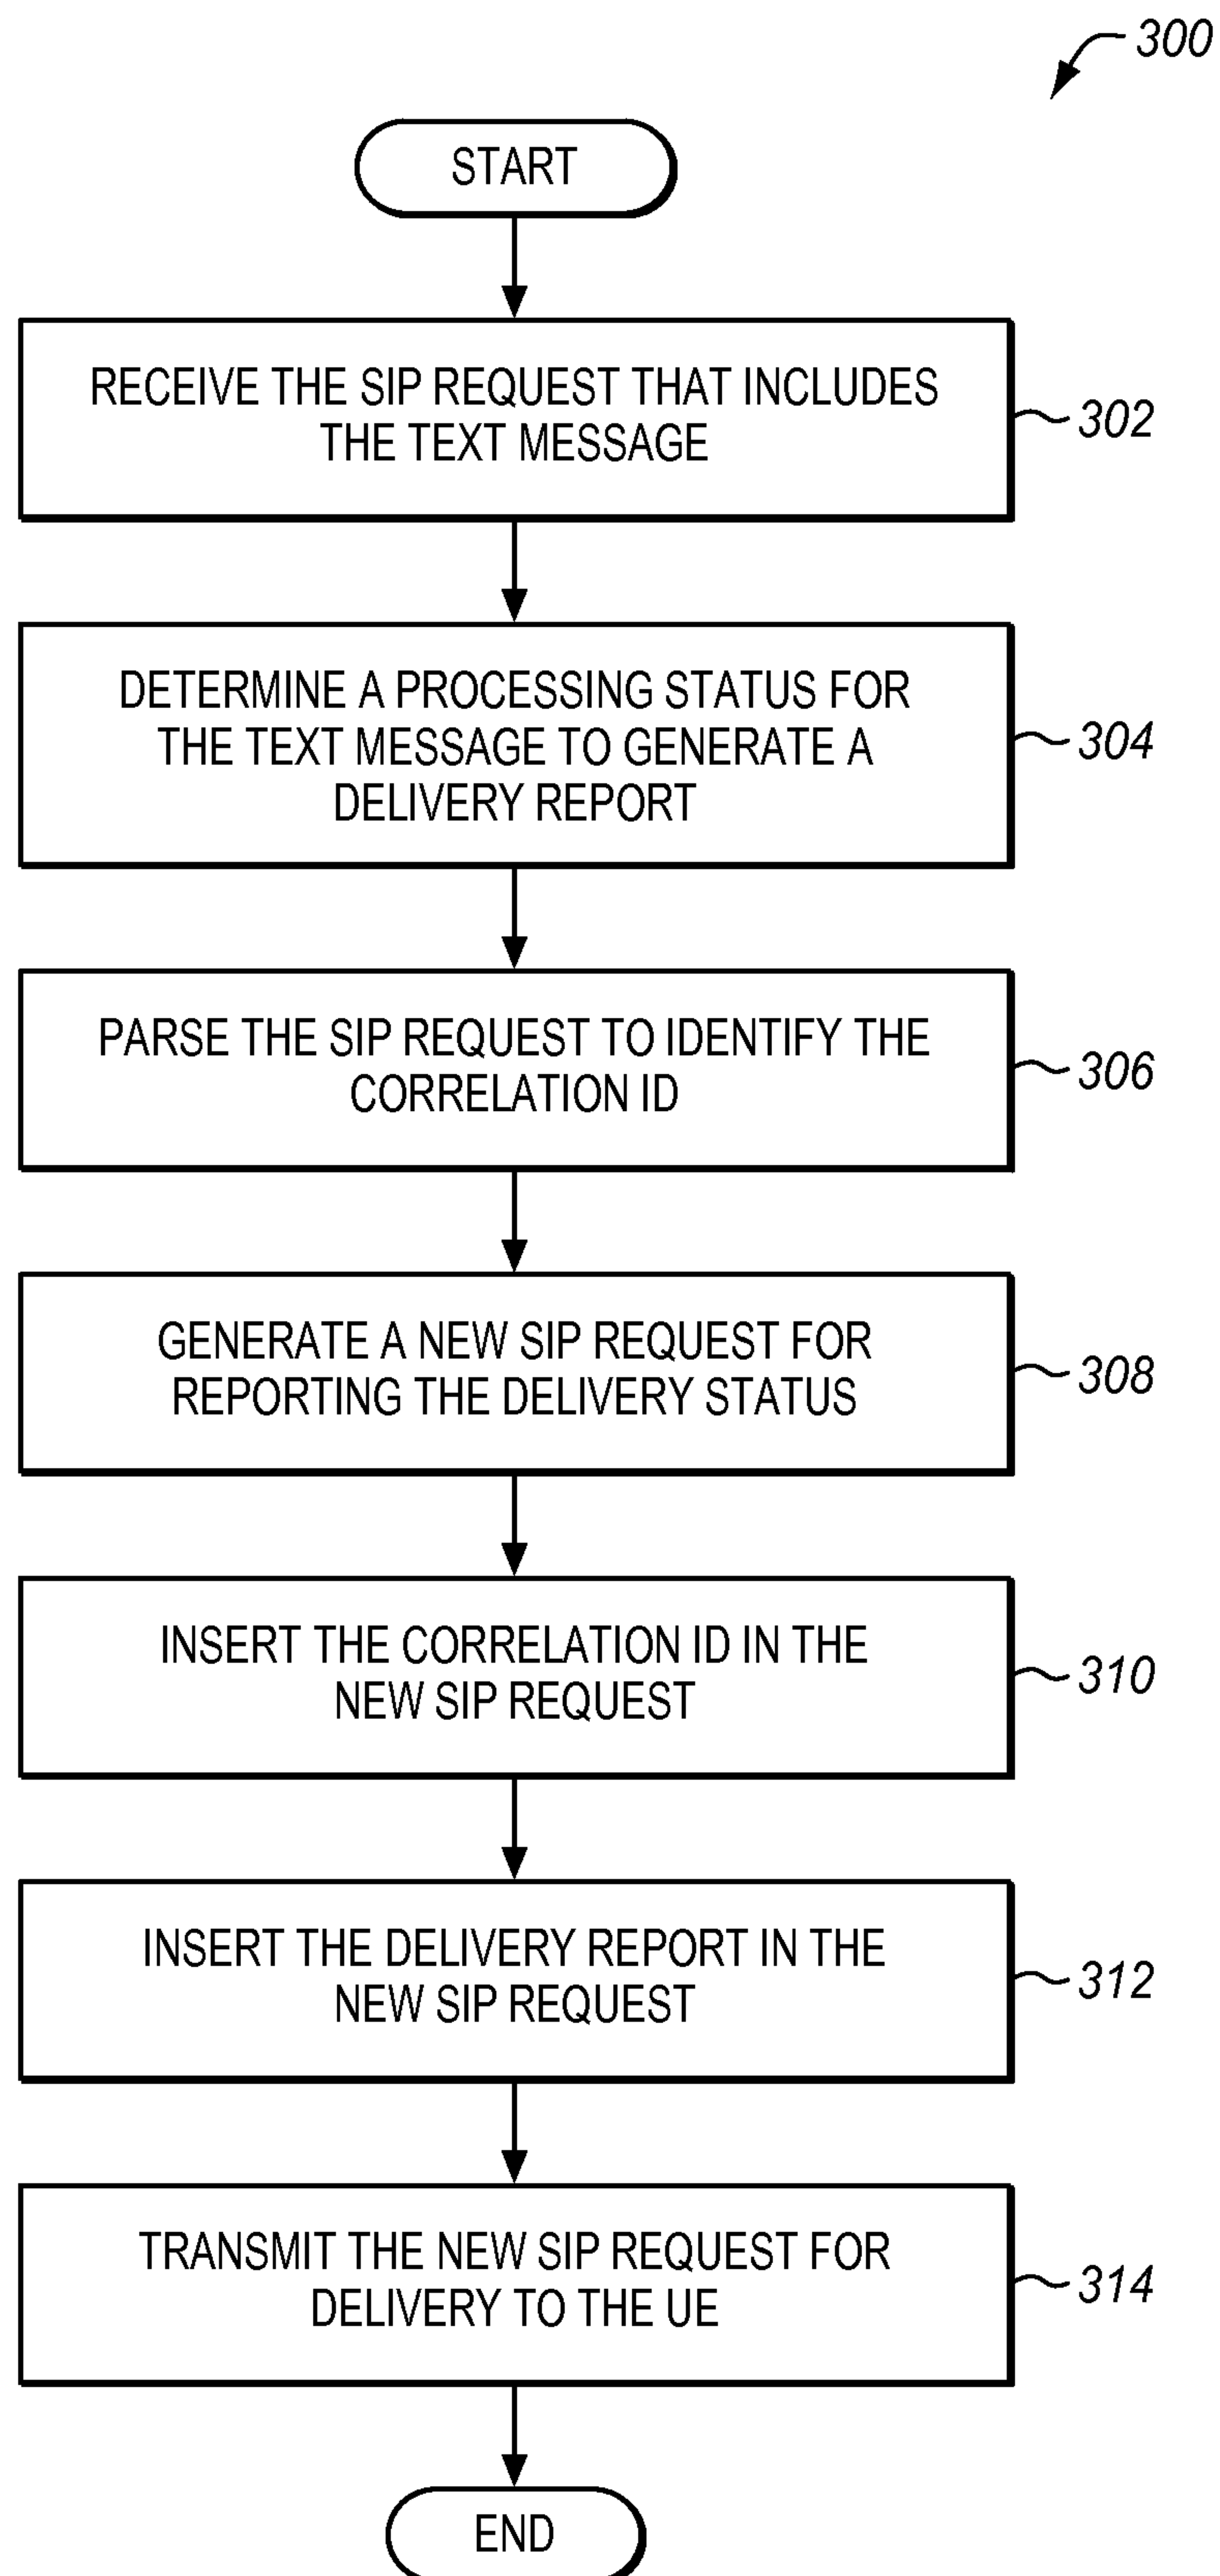 300
START
RECEIVE THE SIP REQUEST THAT INCLUDES
THE TEXT MESSAGE
302
DETERMINE A PROCESSING STATUS FOR
THE TEXT MESSAGE TO GENERATE A
DELIVERY REPORT
304
PARSE THE SIP REQUEST TO IDENTIFY THE
CORRELATION ID
306
GENERATE A NEW SIP REQUEST FOR
REPORTING THE DELIVERY STATUS
308
INSERT THE CORRELATION ID IN THE
NEW SIP REQUEST
310
INSERT THE DELIVERY REPORT IN THE
NEW SIP REQUEST
312
TRANSMIT THE NEW SIP REQUEST FOR
DELIVERY TO THE UE
314
END